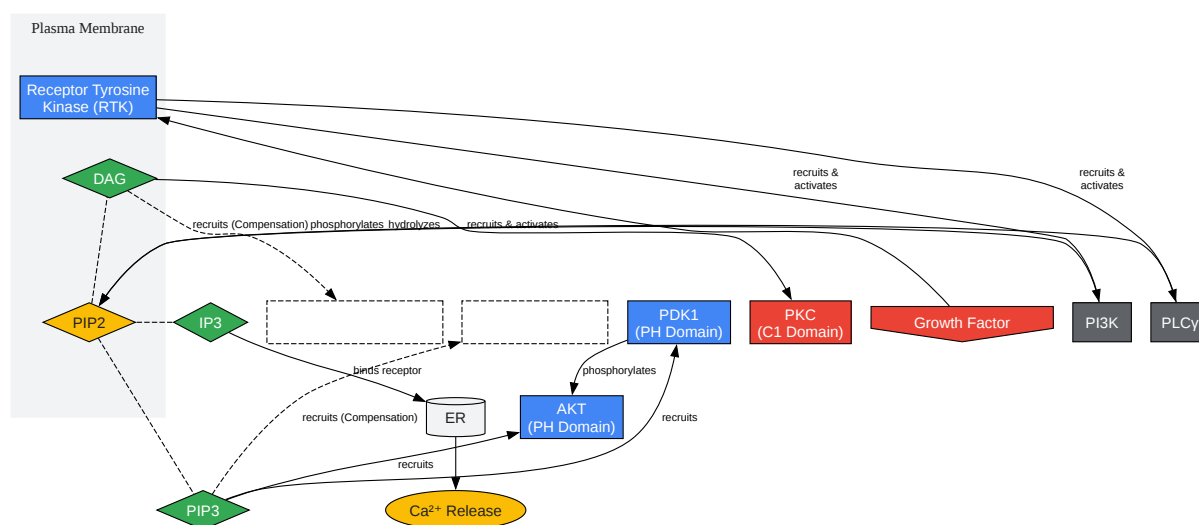 Plasma Membrane
Receptor Tyrosine
Kinase (RTK)
DAG
recruits &
activates
recruits &
activates
recruits (Compensation)
phosphorylates
hydrolyzes
recruits & activates
PIP2
IP3
PDK1
(PH Domain)
PKC
(C1 Domain)
Growth Factor
PI3K
PLCγ
binds receptor
phosphorylates
recruits (Compensation)
ER
AKT
(PH Domain)
recruits
recruits
PIP3
Ca²⁺ Release